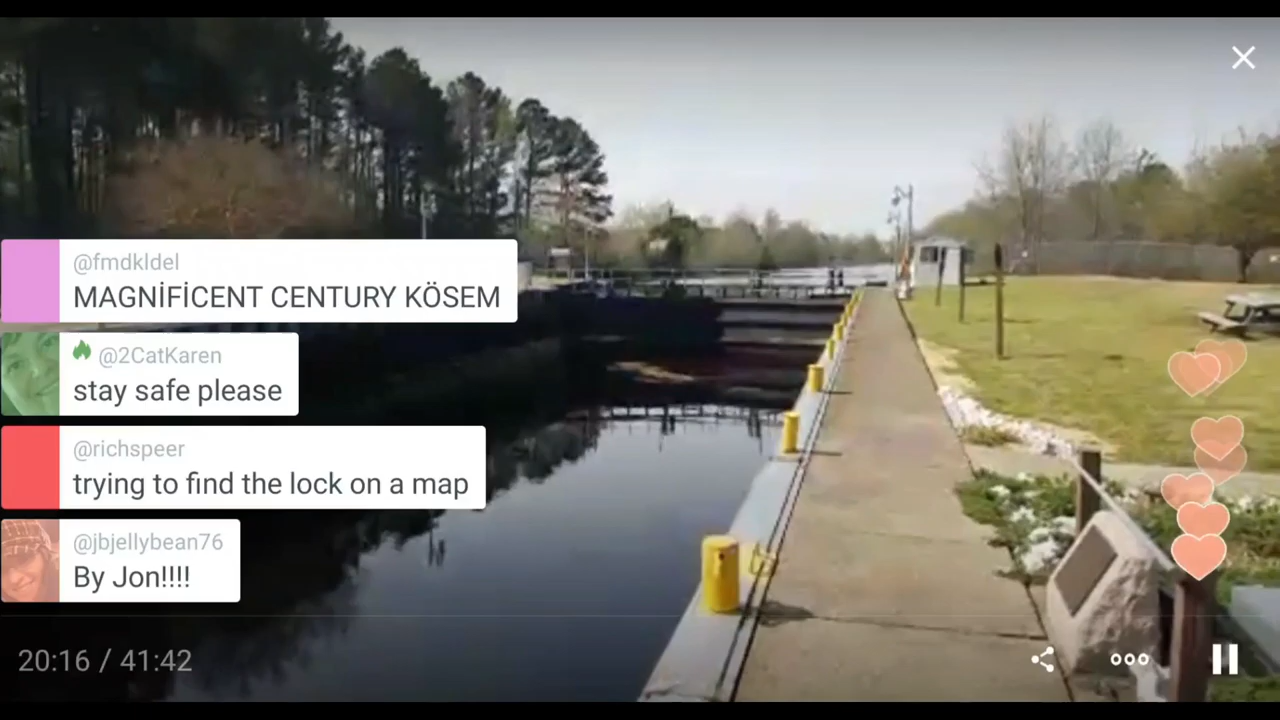 @fmdkldel
MAGNİFİCENT CENTURY KÖSEM
@2CatKaren
stay safe please
@richspeer
trying to find the lock on a map
@jbjellybean76
By Jon!!!!
20:16 / 41:42